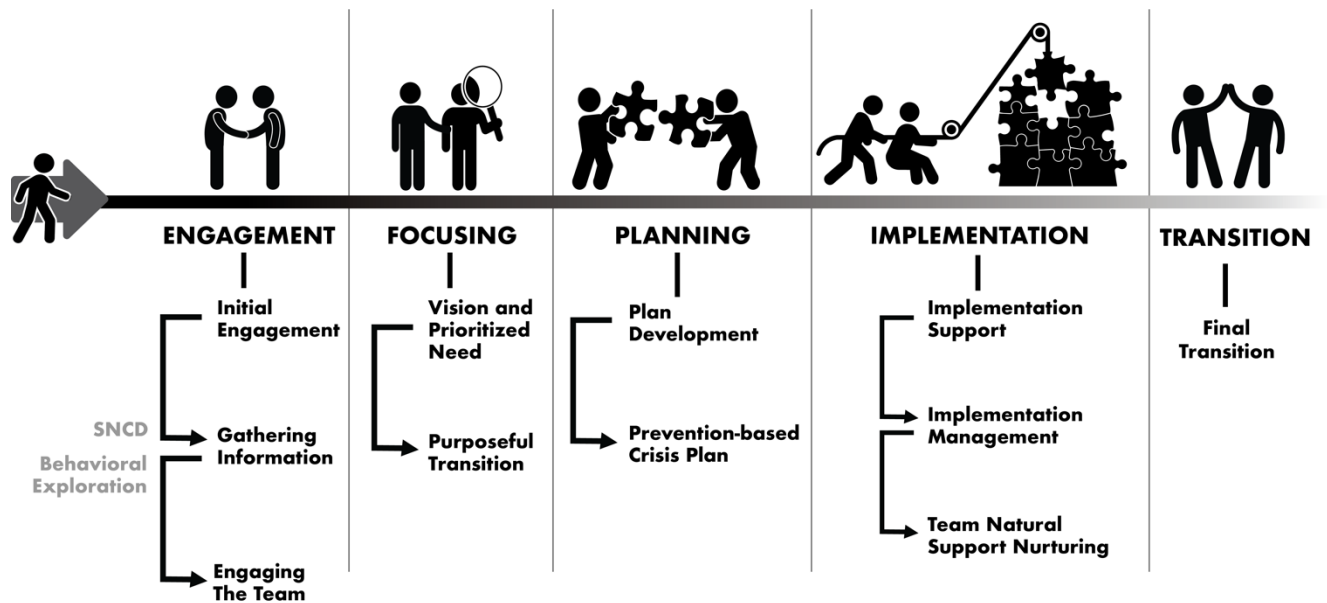 ENGAGEMENT
Initial
Engagement
SNCD
Gathering
Information
Behavioral
Exploration
Engaging
The Team
FOCUSING
Vision and
Prioritized
Need
Purposeful
Transition
PLANNING
Plan
Development
Prevention-based
Crisis Plan
IMPLEMENTATION
Implementation
Support
Implementation
Management
Team Natural
Support Nurturing
TRANSITION
Final
Transition